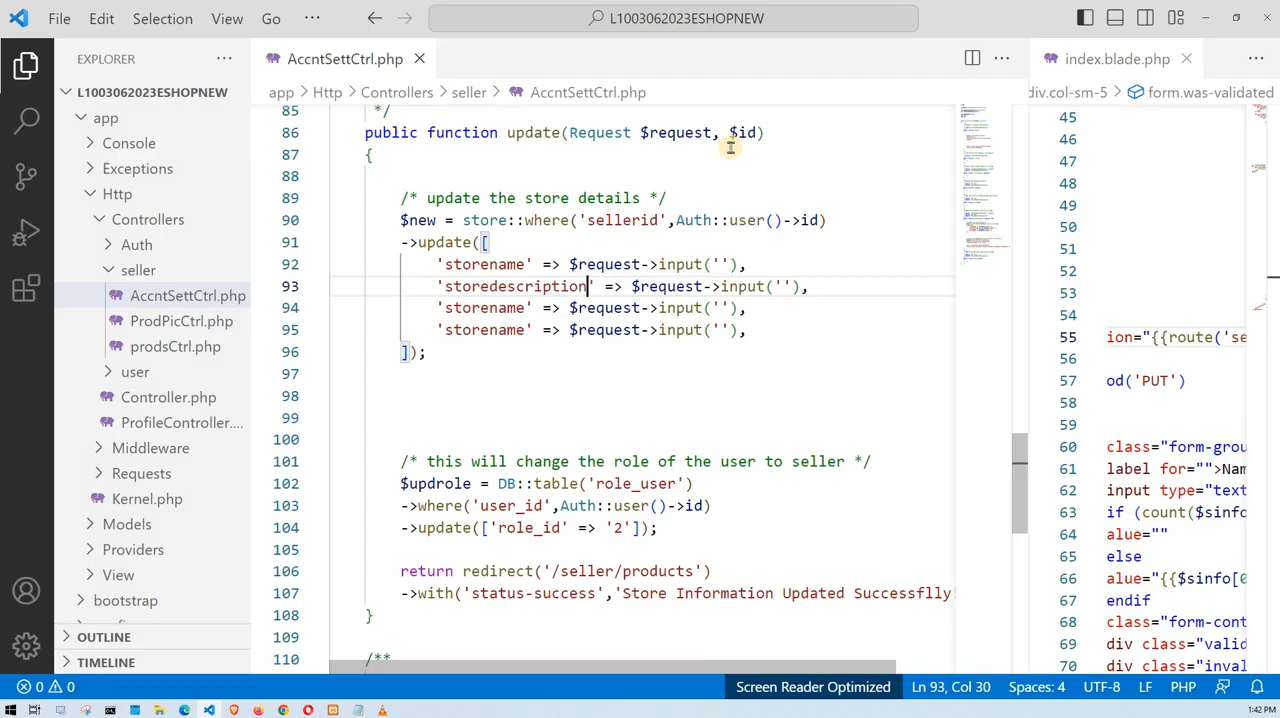 File Edit Selection View Go ··· L1003062023ESHOPNEW
EXPLORER ···
L1003062023ESHOPNEW
app
Console
Exceptions
Http
Controllers
Auth
seller
AccntSettCtrl.php
ProdPicCtrl.php
prodsCtrl.php
user
Controller.php
ProfileController....
Middleware
Requests
Kernel.php
Models
Providers
View
bootstrap
OUTLINE
TIMELINE
AccntSettCtrl.php
app > Http > Controllers > seller > AccntSettCtrl.php
85 */
86 public function update(Request $request, $id)
87 {
88
89 /* update the store details */
90 $new = store::where('sellerid',Auth::user()->id)
91 ->update([
92 'storename' => $request->input(''),
93 'storedescription' => $request->input(''),
94 'storename' => $request->input(''),
95 'storename' => $request->input(''),
96 ]);
97
98
99
100
101 /* this will change the role of the user to seller */
102 $updrole = DB::table('role_user')
103 ->where('user_id',Auth::user()->id)
104 ->update(['role_id' => '2']);
105
106 return redirect('/seller/products')
107 ->with('status-success','Store Information Updated Successflly!
108 }
109
110 /**
index.blade.php ···
div.col-sm-5 > form.was-validated
45
46
47
48
49
50
51
52
53
54
55 ion="{{route('se
56
57 od('PUT')
58
59
60 class="form-grou
61 label for="">Nam
62 input type="text
63 if (count($sinfo
64 alue=""
65 else
66 alue="{{$sinfo[0
67 endif
68 class="form-cont
69 div class="valid
70 div class="inval
0 0 Screen Reader Optimized Ln 93, Col 30 Spaces: 4 UTF-8 LF PHP
1:42 PM